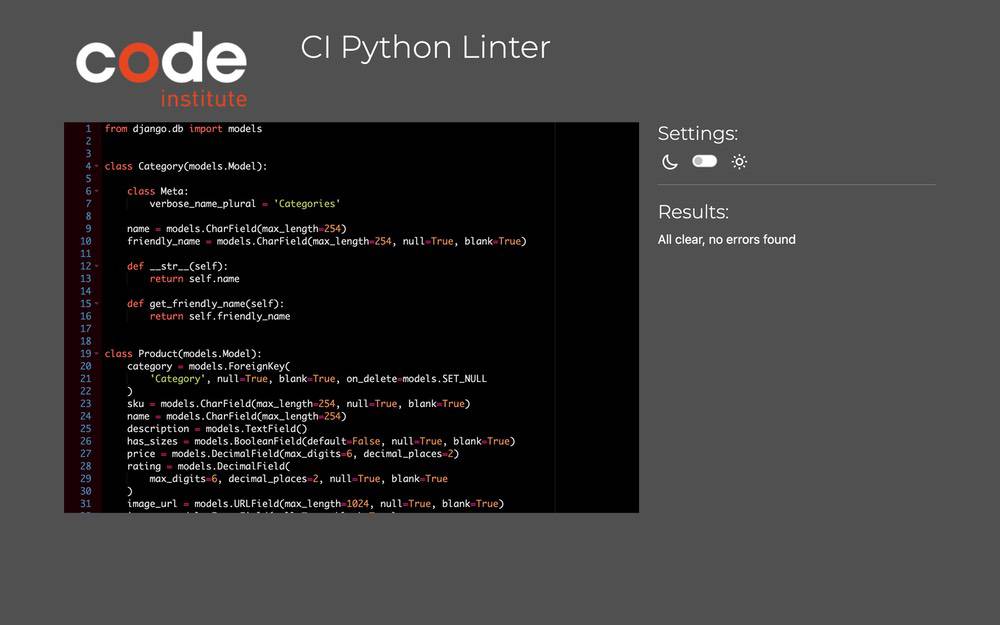 code
institute
CI Python Linter
1 from django.db import models
2
3
4 class Category(models.Model):
5
6     class Meta:
7         verbose_name_plural = 'Categories'
8
9     name = models.CharField(max_length=254)
10     friendly_name = models.CharField(max_length=254, null=True, blank=True)
11
12     def __str__(self):
13         return self.name
14
15     def get_friendly_name(self):
16         return self.friendly_name
17
18
19 class Product(models.Model):
20     category = models.ForeignKey(
21         'Category', null=True, blank=True, on_delete=models.SET_NULL
22     )
23     sku = models.CharField(max_length=254, null=True, blank=True)
24     name = models.CharField(max_length=254)
25     description = models.TextField()
26     has_sizes = models.BooleanField(default=False, null=True, blank=True)
27     price = models.DecimalField(max_digits=6, decimal_places=2)
28     rating = models.DecimalField(
29         max_digits=6, decimal_places=2, null=True, blank=True
30     )
31     image_url = models.URLField(max_length=1024, null=True, blank=True)
Settings:
Results:
All clear, no errors found